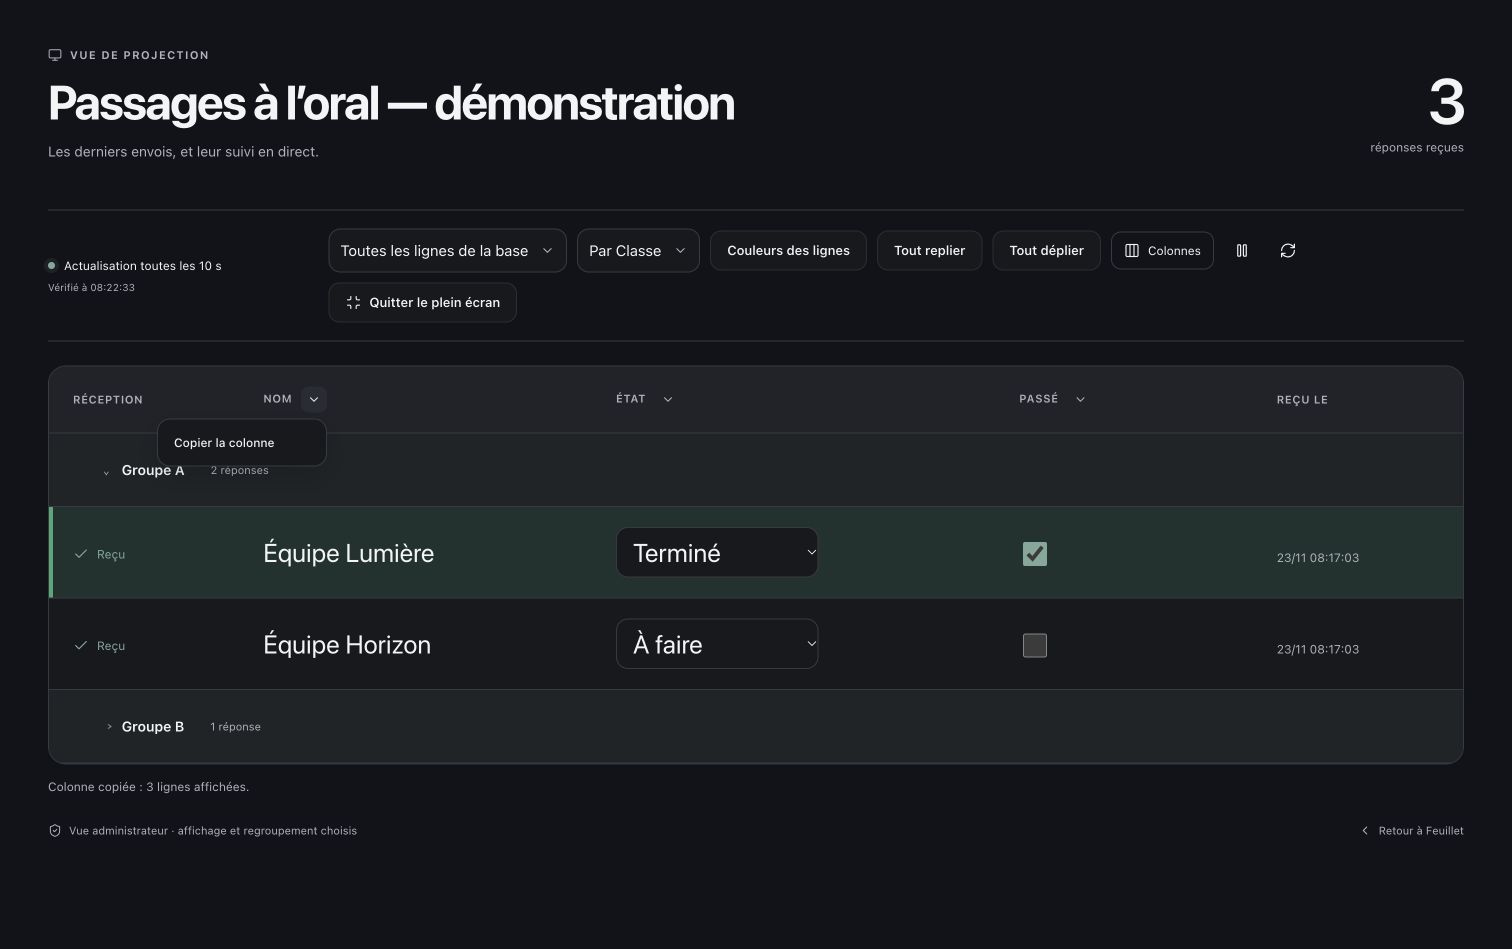 VUE DE PROJECTION
Passages à l’oral — démonstration
Les derniers envois, et leur suivi en direct.
3
réponses reçues
Actualisation toutes les 10 s
Vérifié à 08:22:33
Toutes les lignes de la base
Par Classe
Couleurs des lignes
Tout replier
Tout déplier
Colonnes
Quitter le plein écran
RÉCEPTION NOM ÉTAT PASSÉ REÇU LE
Copier la colonne
Groupe A 2 réponses
Reçu Équipe Lumière Terminé 23/11 08:17:03
Reçu Équipe Horizon À faire 23/11 08:17:03
Groupe B 1 réponse
Colonne copiée : 3 lignes affichées.
Vue administrateur · affichage et regroupement choisis
Retour à Feuillet